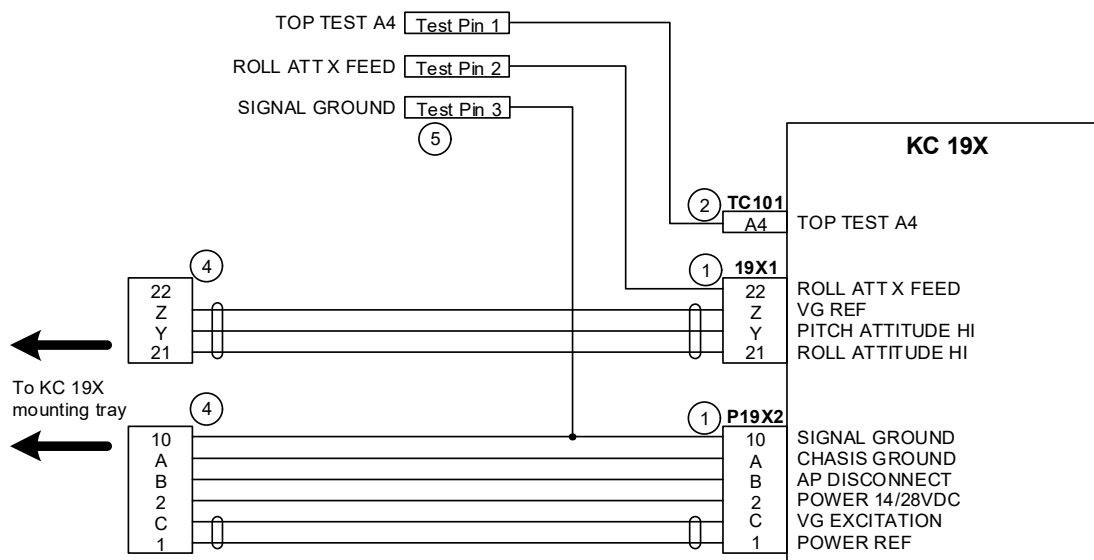 TOP TEST A4 Test Pin 1
ROLL ATT X FEED Test Pin 2
SIGNAL GROUND Test Pin 3
5
KC 19X
2 TC101
A4 TOP TEST A4
4
1 19X1
22 22 ROLL ATT X FEED
Z Z VG REF
Y Y PITCH ATTITUDE HI
21 21 ROLL ATTITUDE HI
To KC 19X
mounting tray
4
1 P19X2
10 10 SIGNAL GROUND
A A CHASIS GROUND
B B AP DISCONNECT
2 2 POWER 14/28VDC
C C VG EXCITATION
1 1 POWER REF